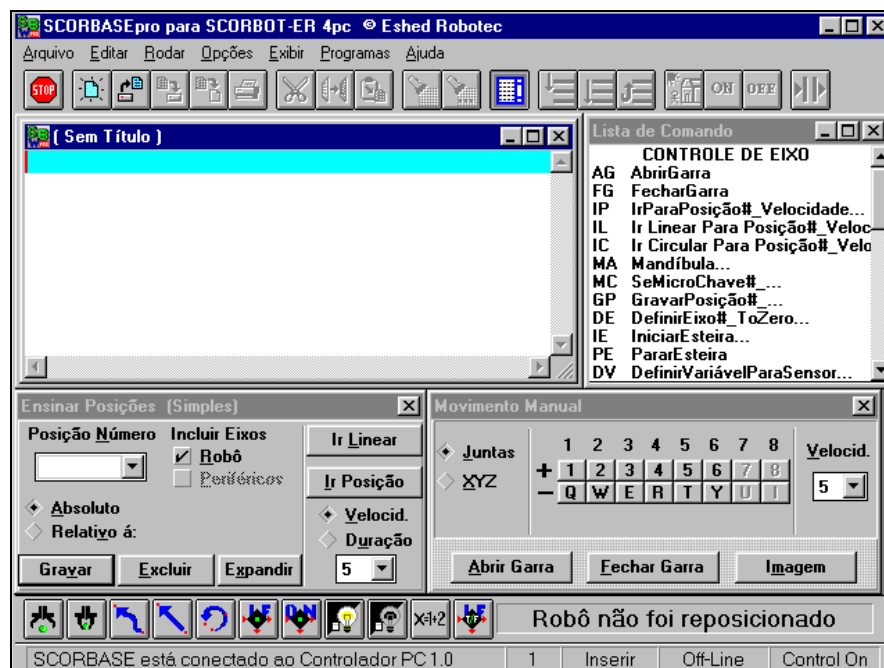 SCORBASEpro para SCORBOT-ER 4pc © Eshed Robotec
Arquivo Editar Rodar Opções Exibir Programas Ajuda
STOP ON OFF
( Sem Título )
Lista de Comando
CONTROLE DE EIXO
AG AbrirGarra
FG FecharGarra
IP IrParaPosição#_Velocidade...
IL Ir Linear Para Posição#_Veloc
IC Ir Circular Para Posição#_Velo
MA Mandíbula...
MC SeMicroChave#_...
GP GravarPosição#_...
DE DefinirEixo#_ToZero...
IE IniciarEsteira...
PE PararEsteira
DV DefinirVariávelParaSensor...
Ensinar Posições (Simples)
Posição Número
Incluir Eixos
Robô
Periféricos
Absoluto
Relativo á:
Gravar Excluir Expandir
Ir Linear
Ir Posição
Velocid.
Duração
5
Movimento Manual
Juntas
XYZ
1 2 3 4 5 6 7 8
+ 1 2 3 4 5 6 7 8
- Q W E R T Y U I
Velocid.
5
Abrir Garra Fechar Garra Imagem
IF ON X=1+2 IF
Robô não foi reposicionado
SCORBASE está conectado ao Controlador PC 1.0 1 Inserir Off-Line Control On